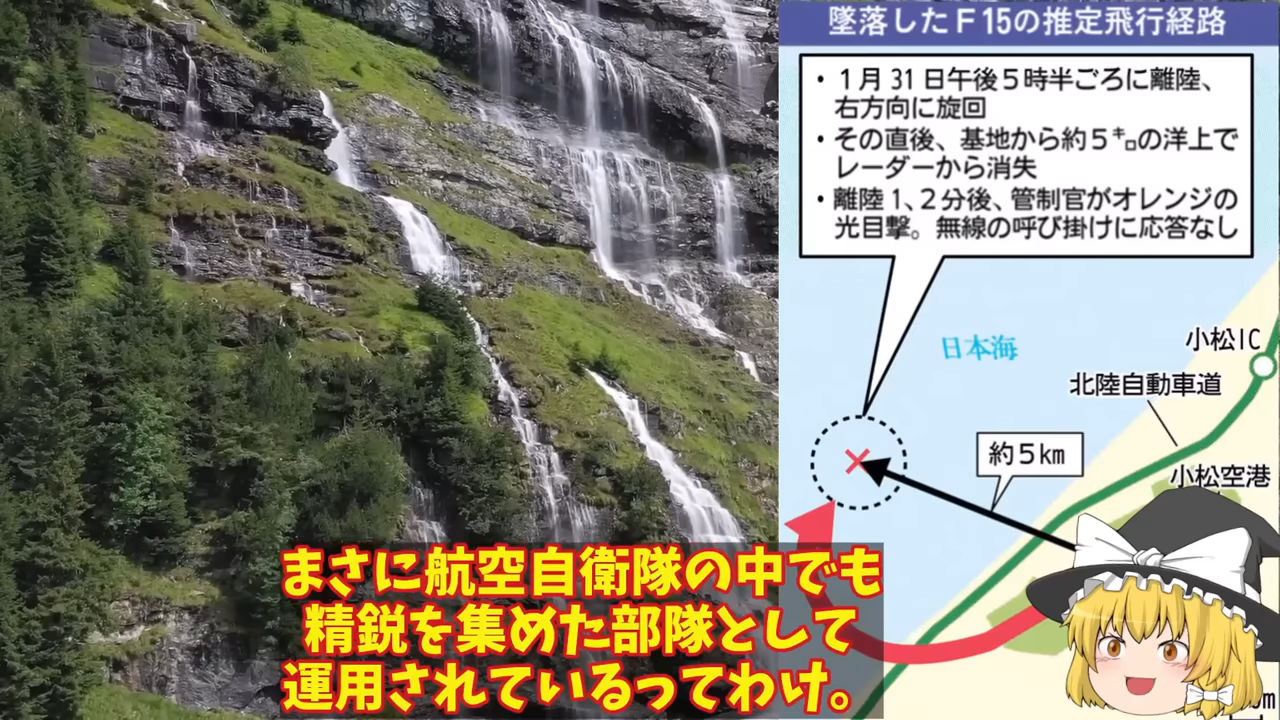 墜落したF15の推定飛行経路
・1月31日午後5時半ごろに離陸、
右方向に旋回
・その直後、基地から約5㌔の洋上で
レーダーから消失
・離陸1、2分後、管制官がオレンジの
光目撃。無線の呼び掛けに応答なし
日本海
小松IC
北陸自動車道
約5km
小松空港
まさに航空自衛隊の中でも
精鋭を集めた部隊として
運用されているってわけ。